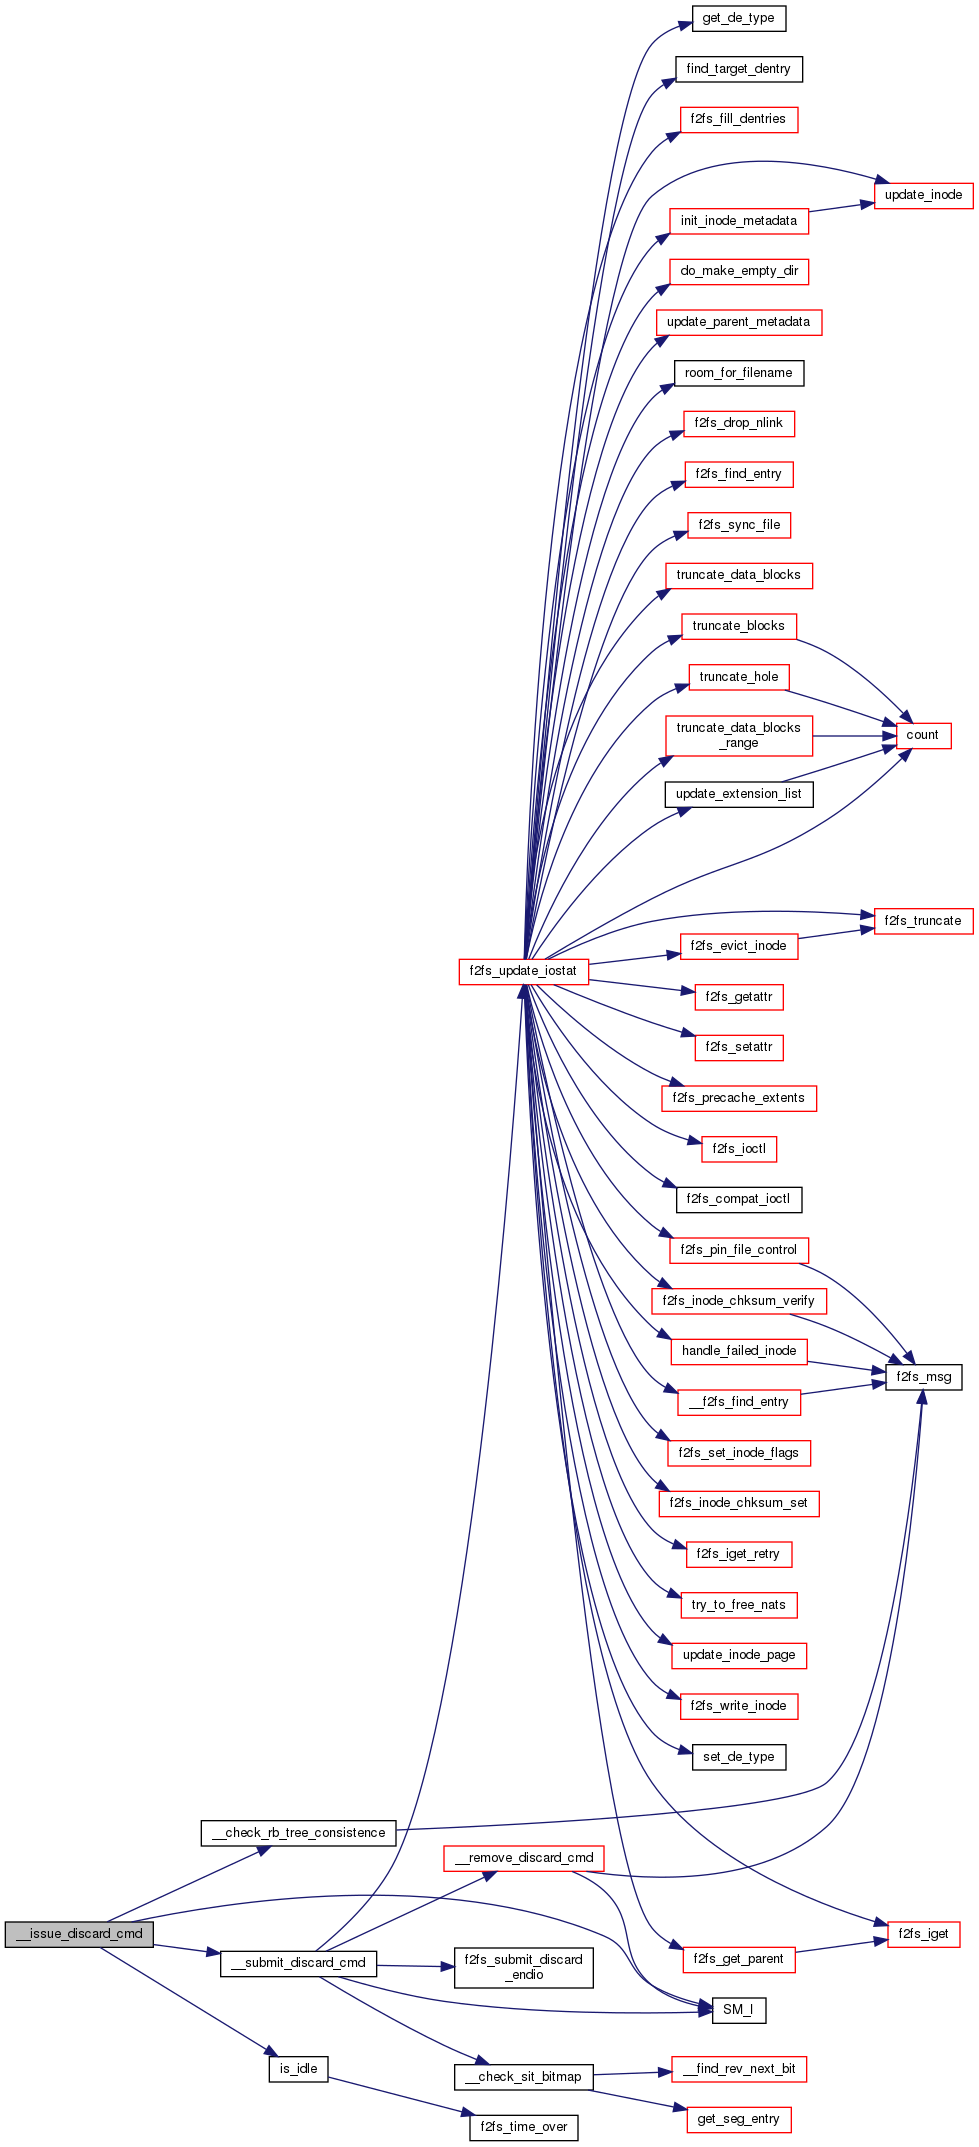 get_de_type
find_target_dentry
f2fs_fill_dentries
update_inode
init_inode_metadata
do_make_empty_dir
update_parent_metadata
room_for_filename
f2fs_drop_nlink
f2fs_find_entry
f2fs_sync_file
truncate_data_blocks
truncate_blocks
truncate_hole
truncate_data_blocks
_range
count
update_extension_list
f2fs_truncate
f2fs_evict_inode
f2fs_update_iostat
f2fs_getattr
f2fs_setattr
f2fs_precache_extents
f2fs_ioctl
f2fs_compat_ioctl
f2fs_pin_file_control
f2fs_inode_chksum_verify
handle_failed_inode
f2fs_msg
__f2fs_find_entry
f2fs_set_inode_flags
f2fs_inode_chksum_set
f2fs_iget_retry
try_to_free_nats
update_inode_page
f2fs_write_inode
set_de_type
__check_rb_tree_consistence
__remove_discard_cmd
__issue_discard_cmd
f2fs_iget
__submit_discard_cmd
f2fs_submit_discard
_endio
f2fs_get_parent
SM_I
is_idle
__check_sit_bitmap
__find_rev_next_bit
get_seg_entry
f2fs_time_over